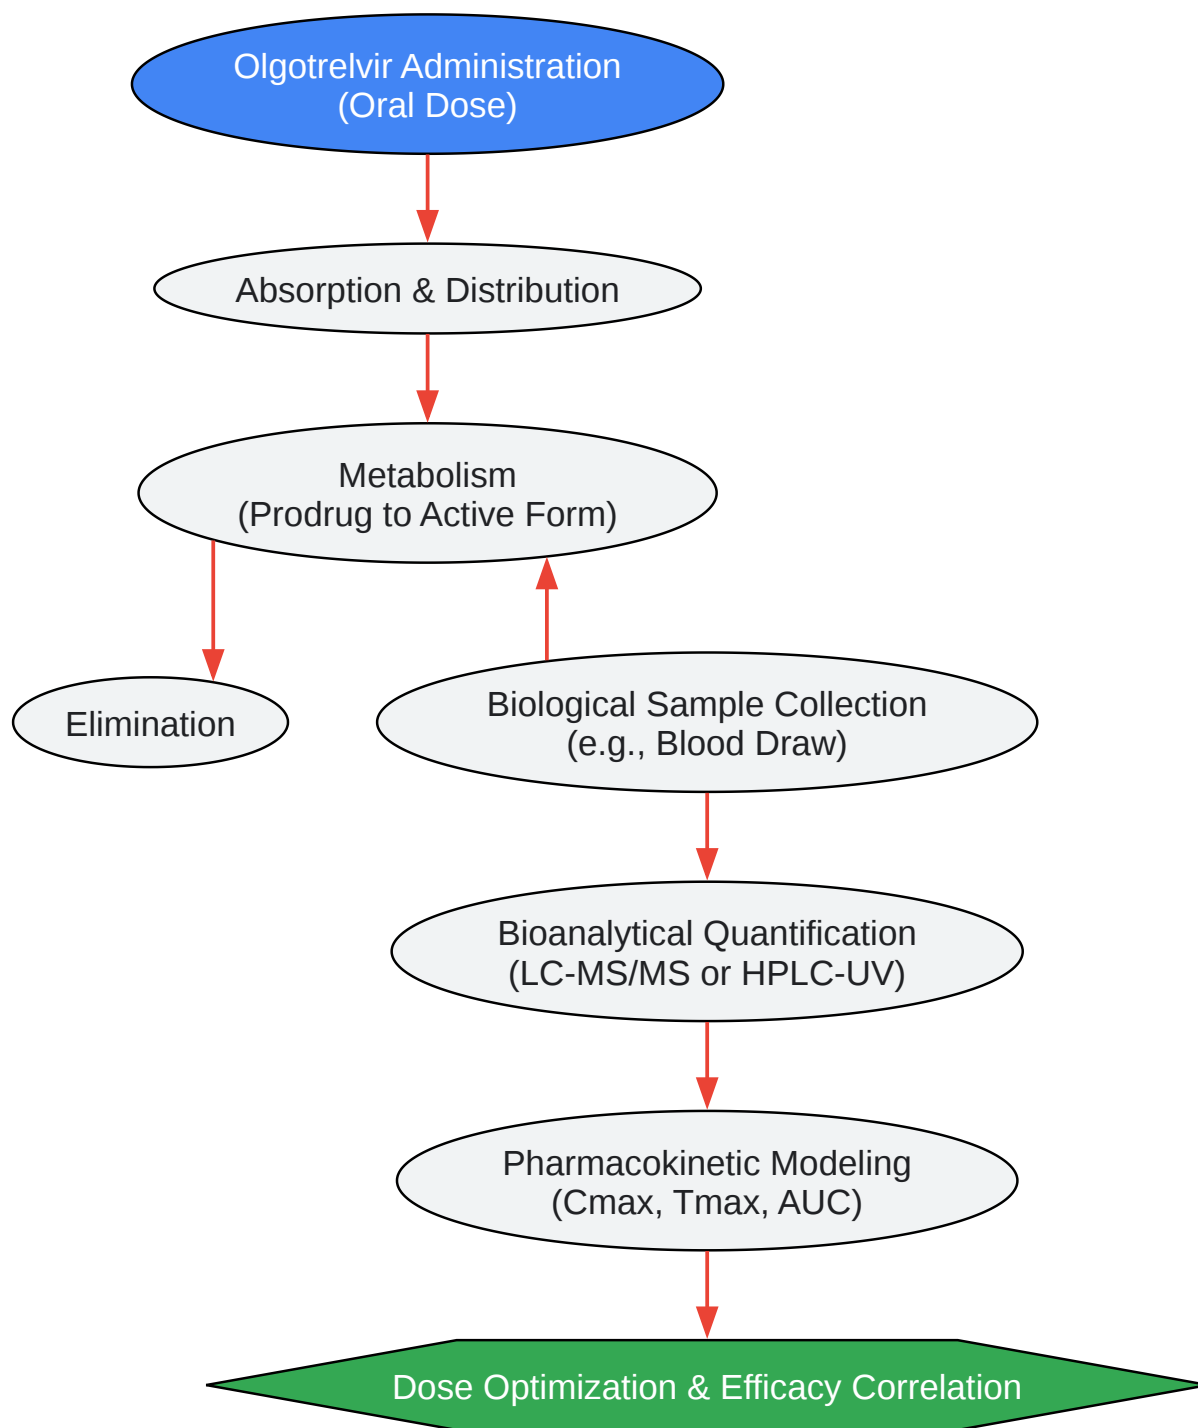 Olgotrelvir Administration
(Oral Dose)
Absorption & Distribution
Metabolism
(Prodrug to Active Form)
Elimination
Biological Sample Collection
(e.g., Blood Draw)
Bioanalytical Quantification
(LC-MS/MS or HPLC-UV)
Pharmacokinetic Modeling
(Cmax, Tmax, AUC)
Dose Optimization & Efficacy Correlation